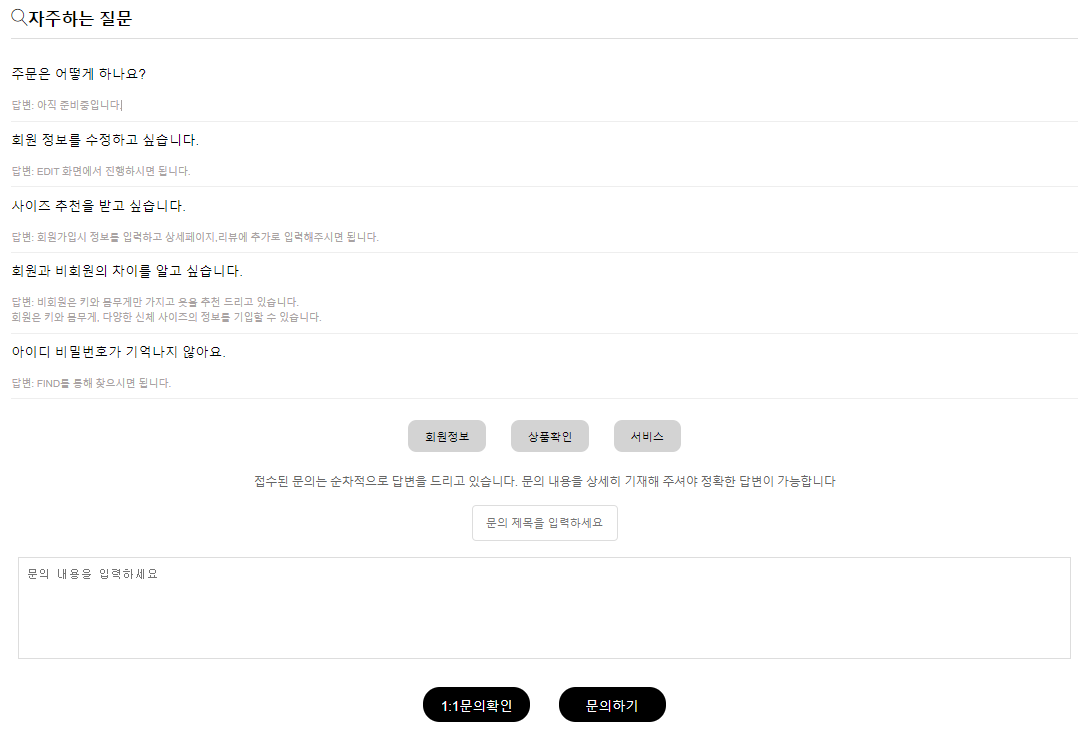 자주하는 질문
주문은 어떻게 하나요?
답변: 아직 준비중입니다|
회원 정보를 수정하고 싶습니다.
답변: EDIT 화면에서 진행하시면 됩니다.
사이즈 추천을 받고 싶습니다.
답변: 회원가입시 정보를 입력하고 상세페이지,리뷰에 추가로 입력해주시면 됩니다.
회원과 비회원의 차이를 알고 싶습니다.
답변: 비회원은 키와 몸무게만 가지고 옷을 추천 드리고 있습니다.
회원은 키와 몸무게, 다양한 신체 사이즈의 정보를 기입할 수 있습니다.
아이디 비밀번호가 기억나지 않아요.
답변: FIND를 통해 찾으시면 됩니다.
회원정보 상품확인 서비스
접수된 문의는 순차적으로 답변을 드리고 있습니다. 문의 내용을 상세히 기재해 주셔야 정확한 답변이 가능합니다
문의 제목을 입력하세요
문의 내용을 입력하세요
1:1문의확인 문의하기